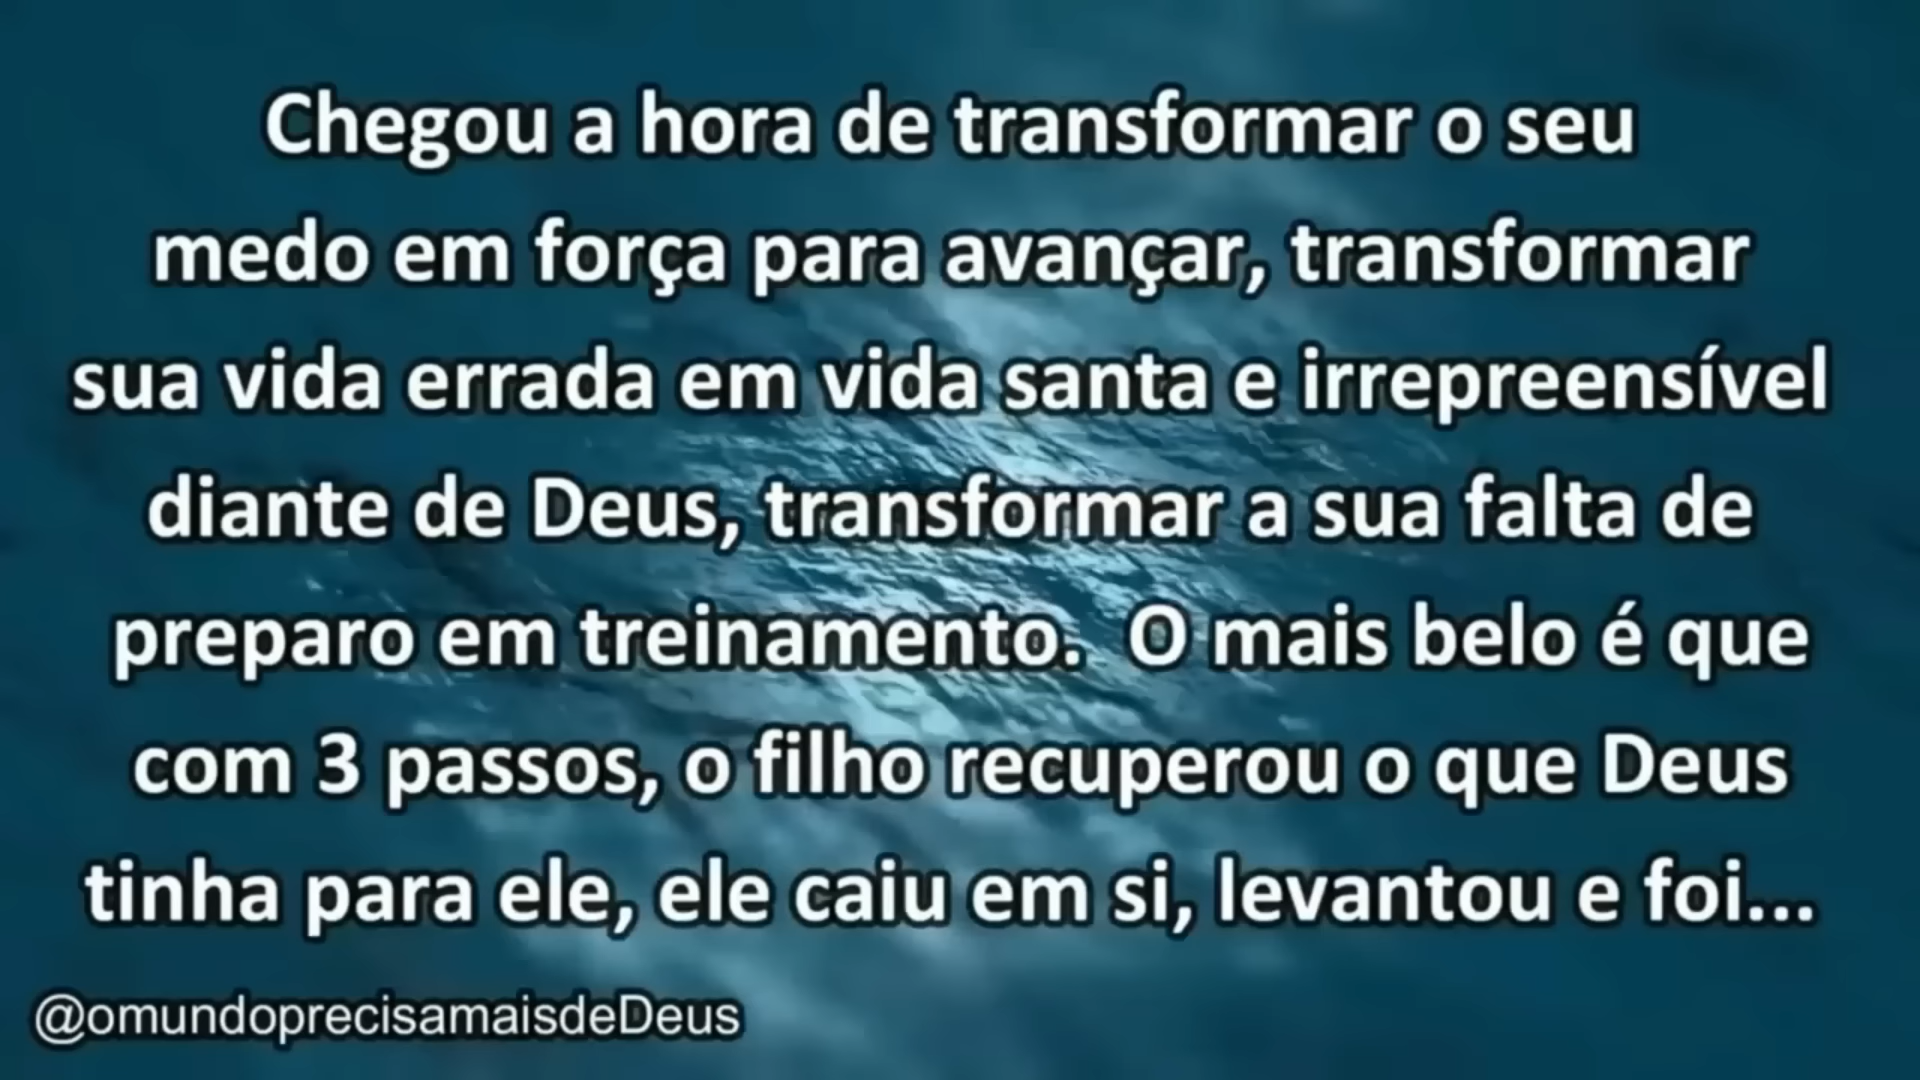 Chegou a hora de transformar o seu
medo em força para avançar, transformar
sua vida errada em vida santa e irrepreensível
diante de Deus, transformar a sua falta de
preparo em treinamento.  O mais belo é que
com 3 passos, o filho recuperou o que Deus
tinha para ele, ele caiu em si, levantou e foi...
@omundoprecisamaisdeDeus